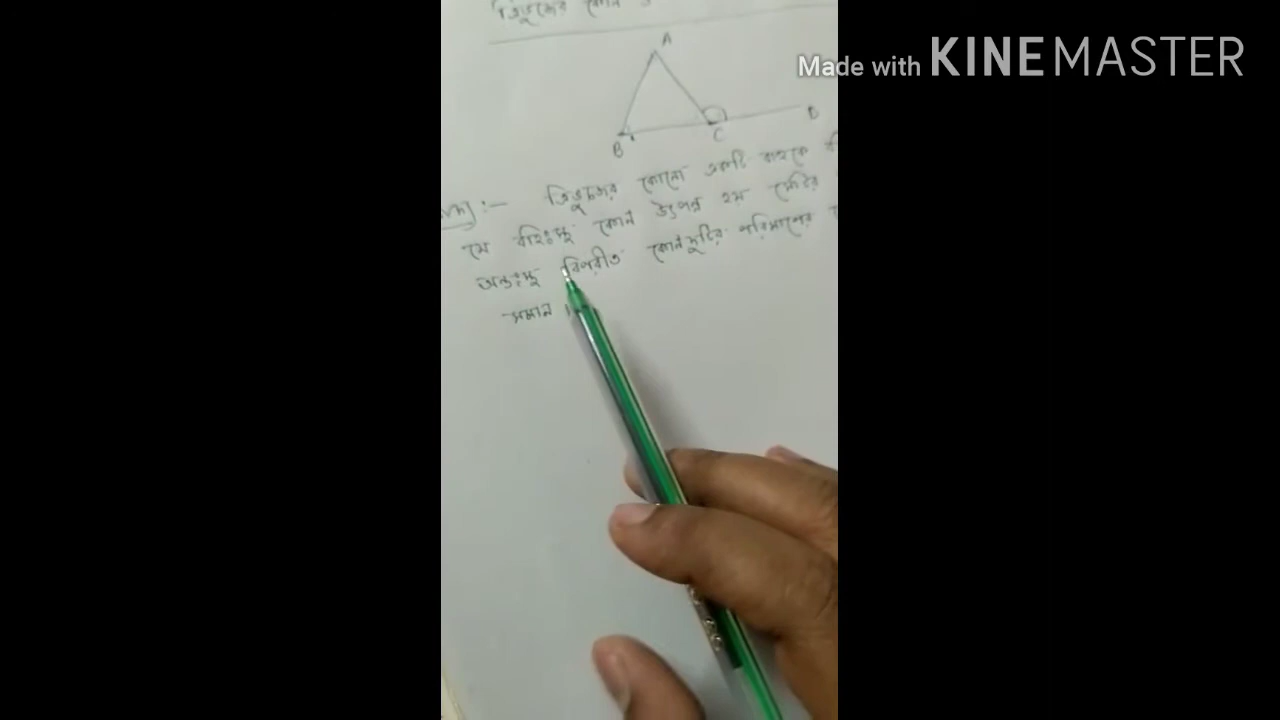 ত্রিভুজের কোন
Made with KINEMASTER
A
B
C
D
:- ত্রিভুজের কোনো একটি বাহুকে
যে বহিঃস্থ কোন উৎপন্ন হয় সেটির
অন্তঃস্থ বিপরীত কোনদুটির পরিমাপের
সমান ।